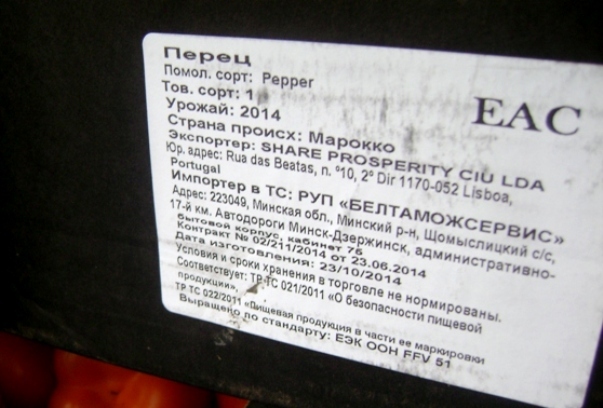 Перец
Помол. сорт: Pepper
Тов. сорт: 1
EAC
Урожай: 2014
Страна происх: Марокко
Экспортер: SHARE PROSPERITY CIU LDA
Юр. адрес: Rua das Beatas, n. º10, 2º Dir 1170-052 Lisboa,
Portugal
Импортер в ТС: РУП «БЕЛТАМОЖСЕРВИС»
Адрес: 223049, Минская обл., Минский р-н, Щомыслицкий с/с,
17-й км. Автодороги Минск-Дзержинск, административно-
бытовой корпус, кабинет 75
Контракт № 02/211/2014 от 23.06.2014
Дата изготовления: 23/10/2014
Условия и сроки хранения в торговле не нормированы.
Соответствует: ТР ТС 021/2011 «О безопасности пищевой
продукции»,
ТР ТС 022/2011 «Пищевая продукция в части ее маркировки
Выращено по стандарту: ЕЭК ООН FFV 51